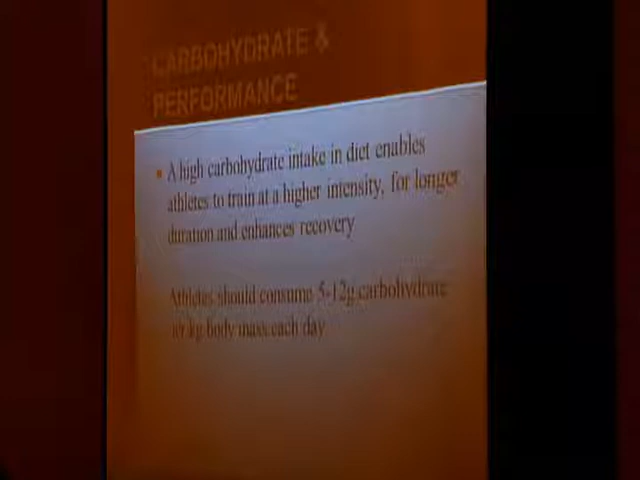 CARBOHYDRATE &
PERFORMANCE
A high carbohydrate intake in diet enables
athletes to train at a higher intensity, for longer
duration and enhances recovery
Athletes should consume 5-12g carbohydrate
kg body mass each day